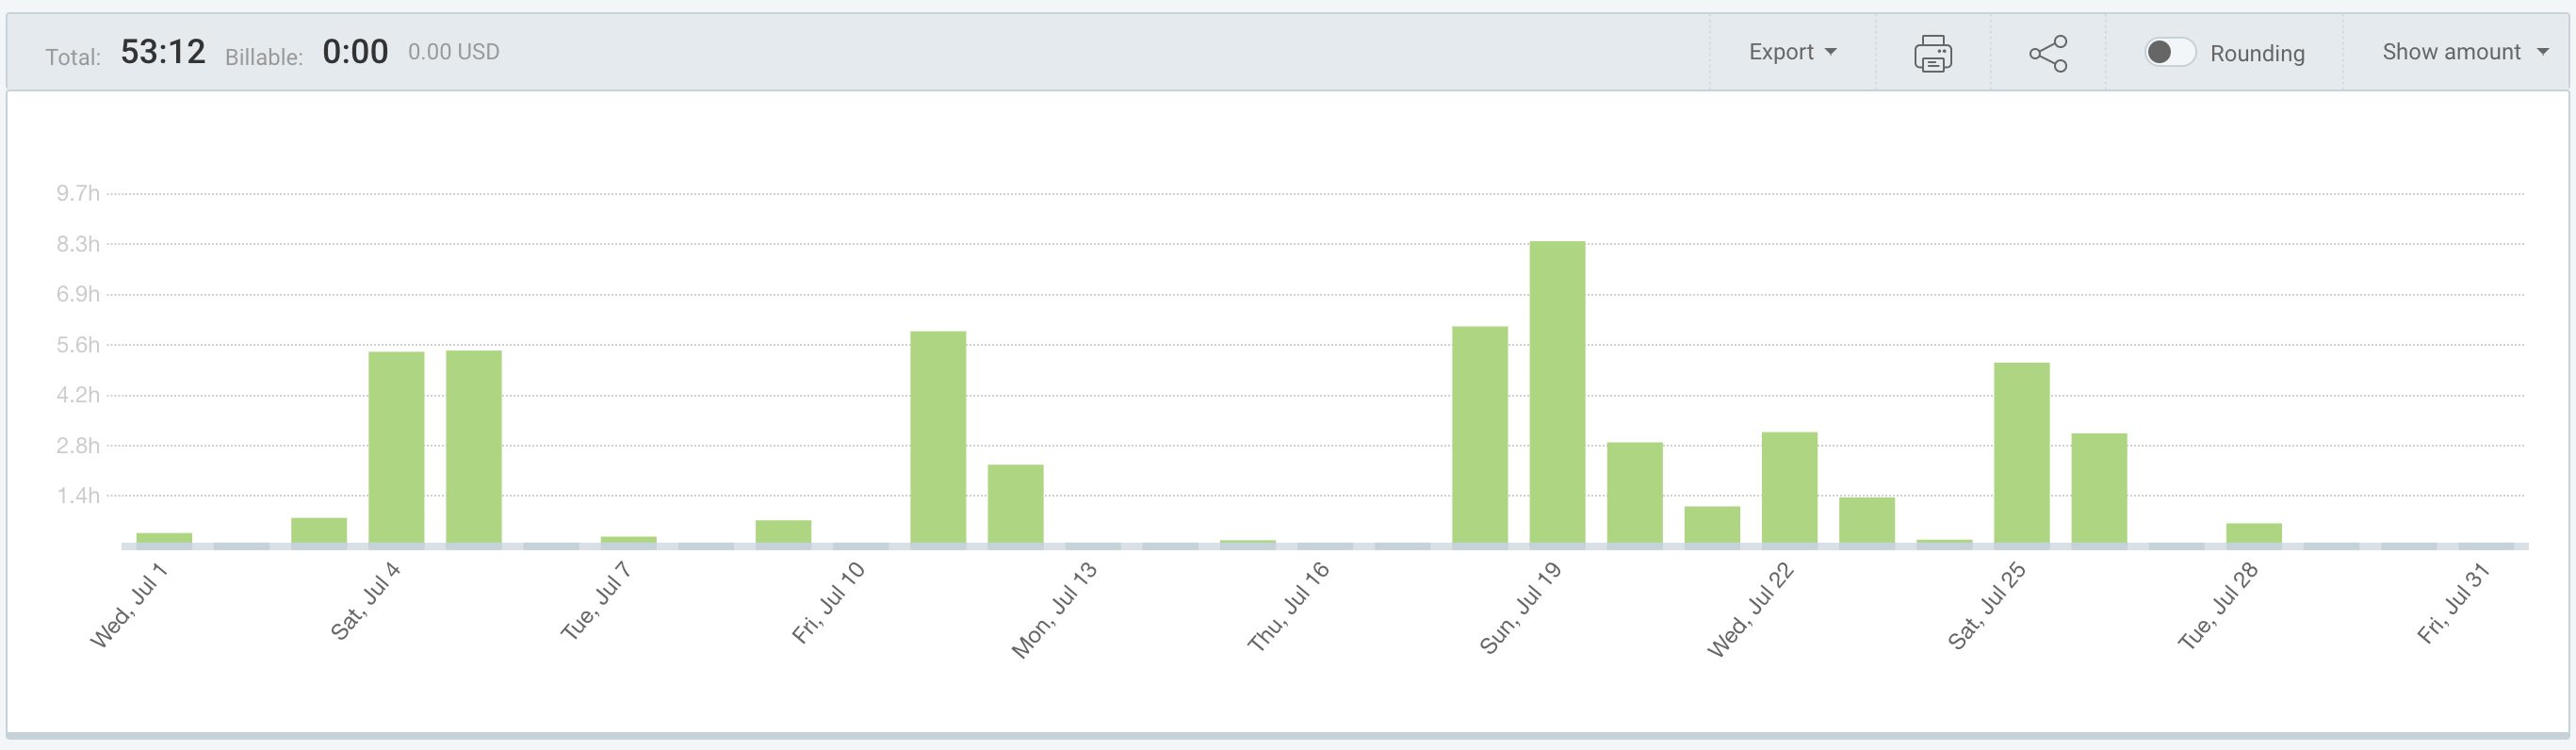 Total: 53:12 Billable: 0:00 0.00 USD Export Rounding Show amount
9.7h
8.3h
6.9h
5.6h
4.2h
2.8h
1.4h
Wed, Jul 1 Sat, Jul 4 Tue, Jul 7 Fri, Jul 10 Mon, Jul 13 Thu, Jul 16 Sun, Jul 19 Wed, Jul 22 Sat, Jul 25 Tue, Jul 28 Fri, Jul 31